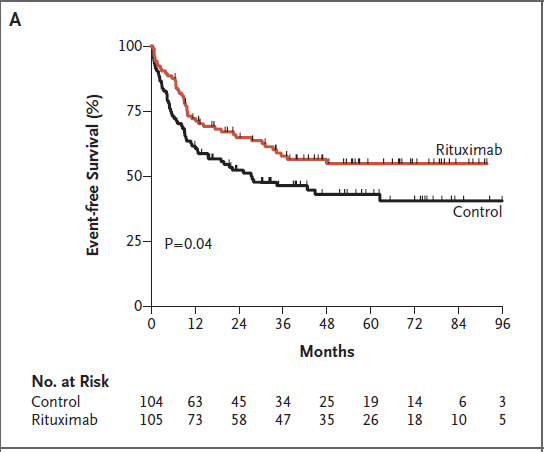 A
Event-free Survival (%)
100
75
50
25
0
Rituximab
Control
P=0.04
0 12 24 36 48 60 72 84 96
Months
No. at Risk
Control 104 63 45 34 25 19 14 6 3
Rituximab 105 73 58 47 35 26 18 10 5